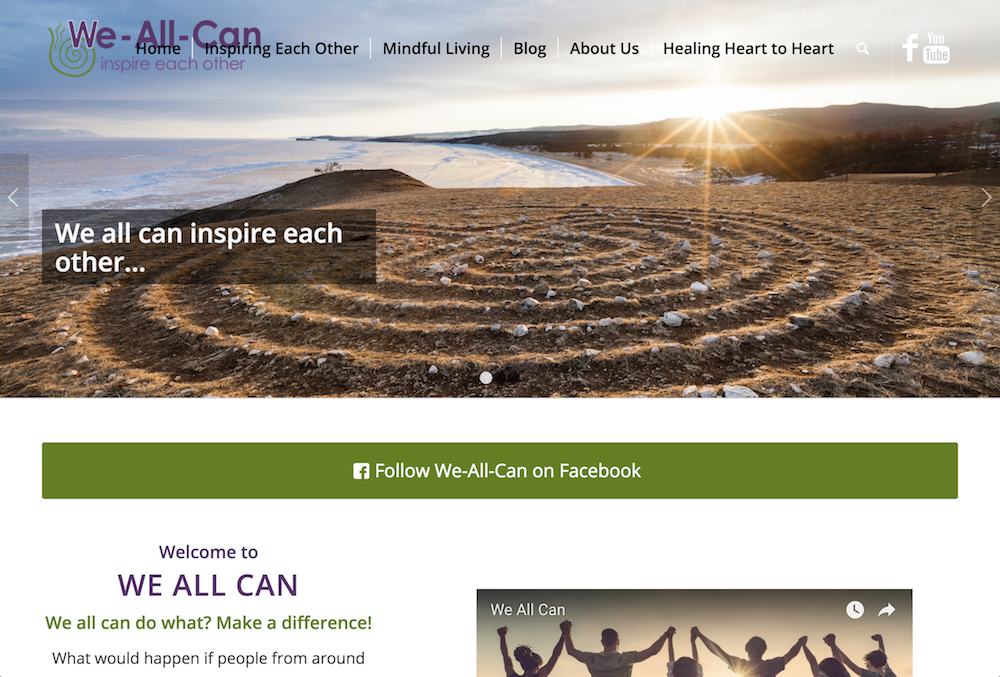 We-All-Can
inspire each other
Home
Inspiring Each Other
Mindful Living
Blog
About Us
Healing Heart to Heart
You
Tube
We all can inspire each
other...
Follow We-All-Can on Facebook
Welcome to
WE ALL CAN
We all can do what? Make a difference!
What would happen if people from around
We All Can